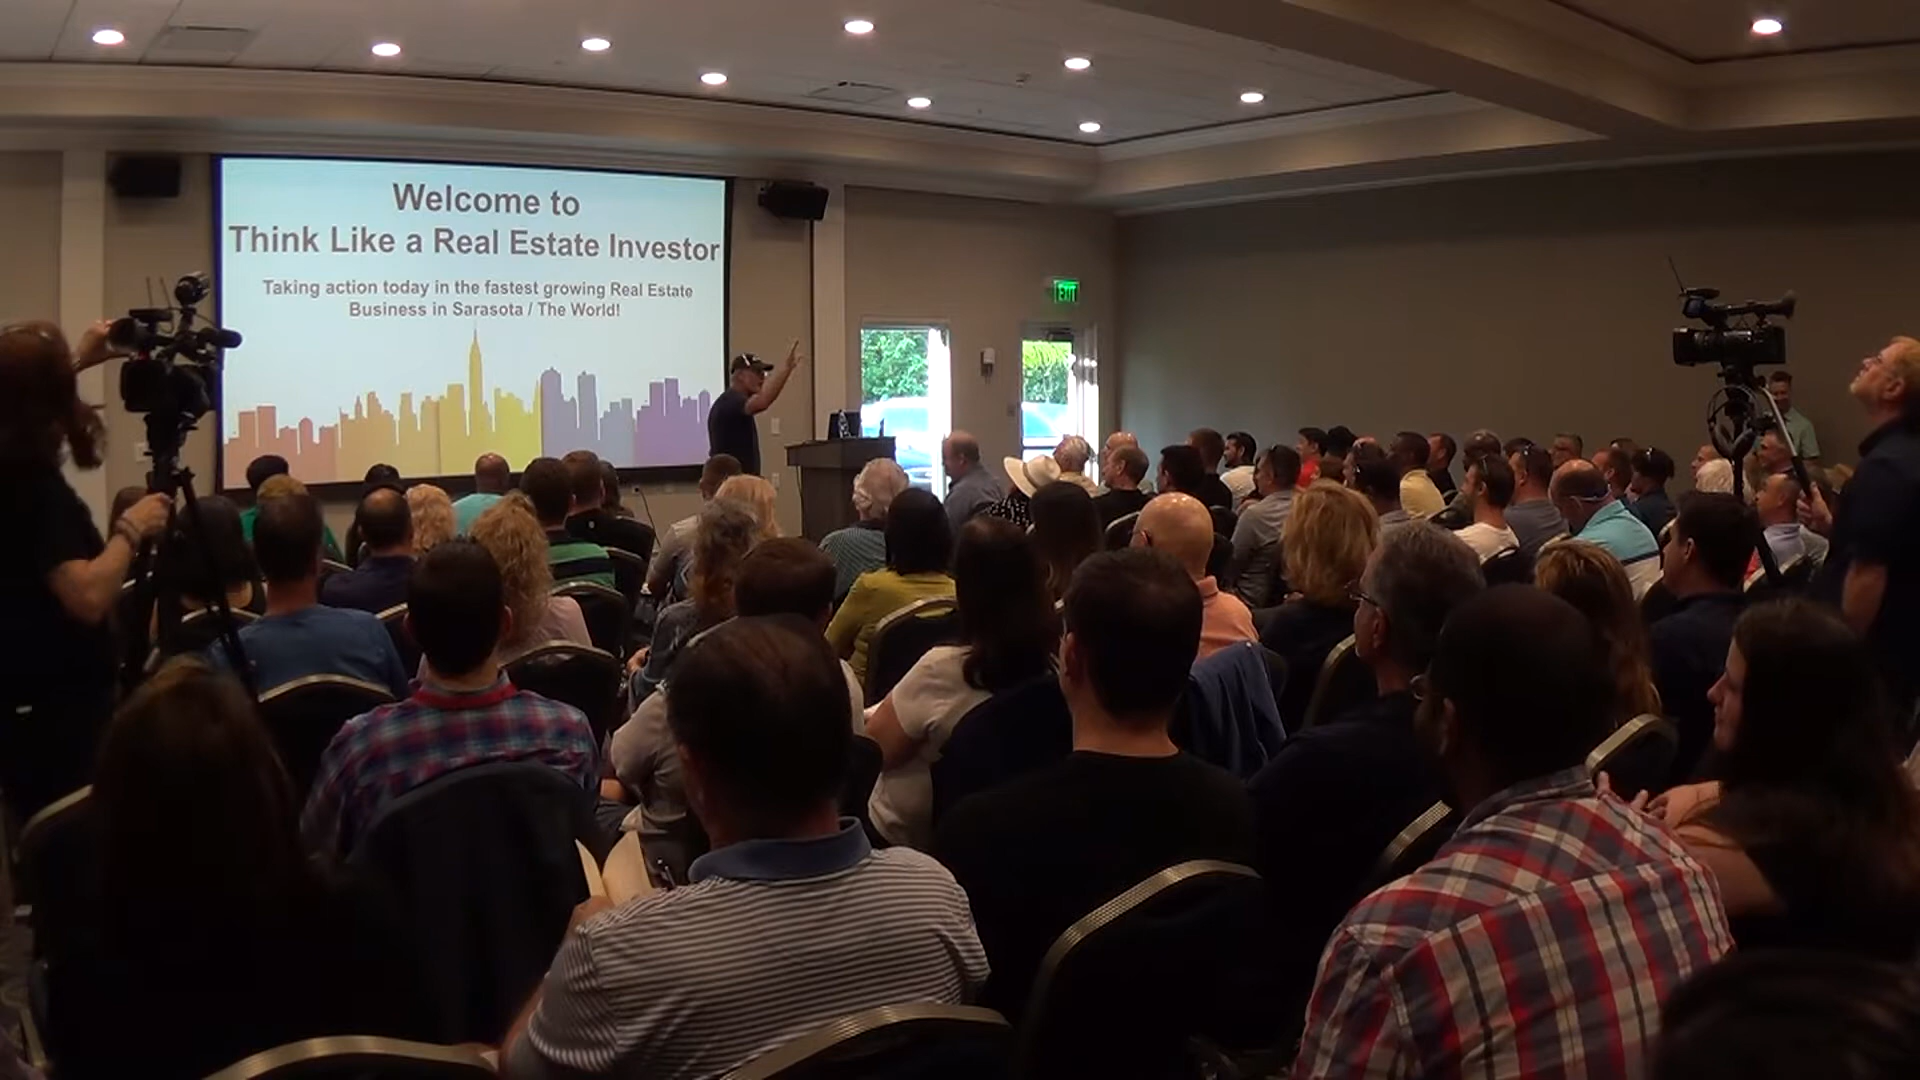 Welcome to
Think Like a Real Estate Investor
Taking action today in the fastest growing Real Estate
Business in Sarasota / The World!
EXIT